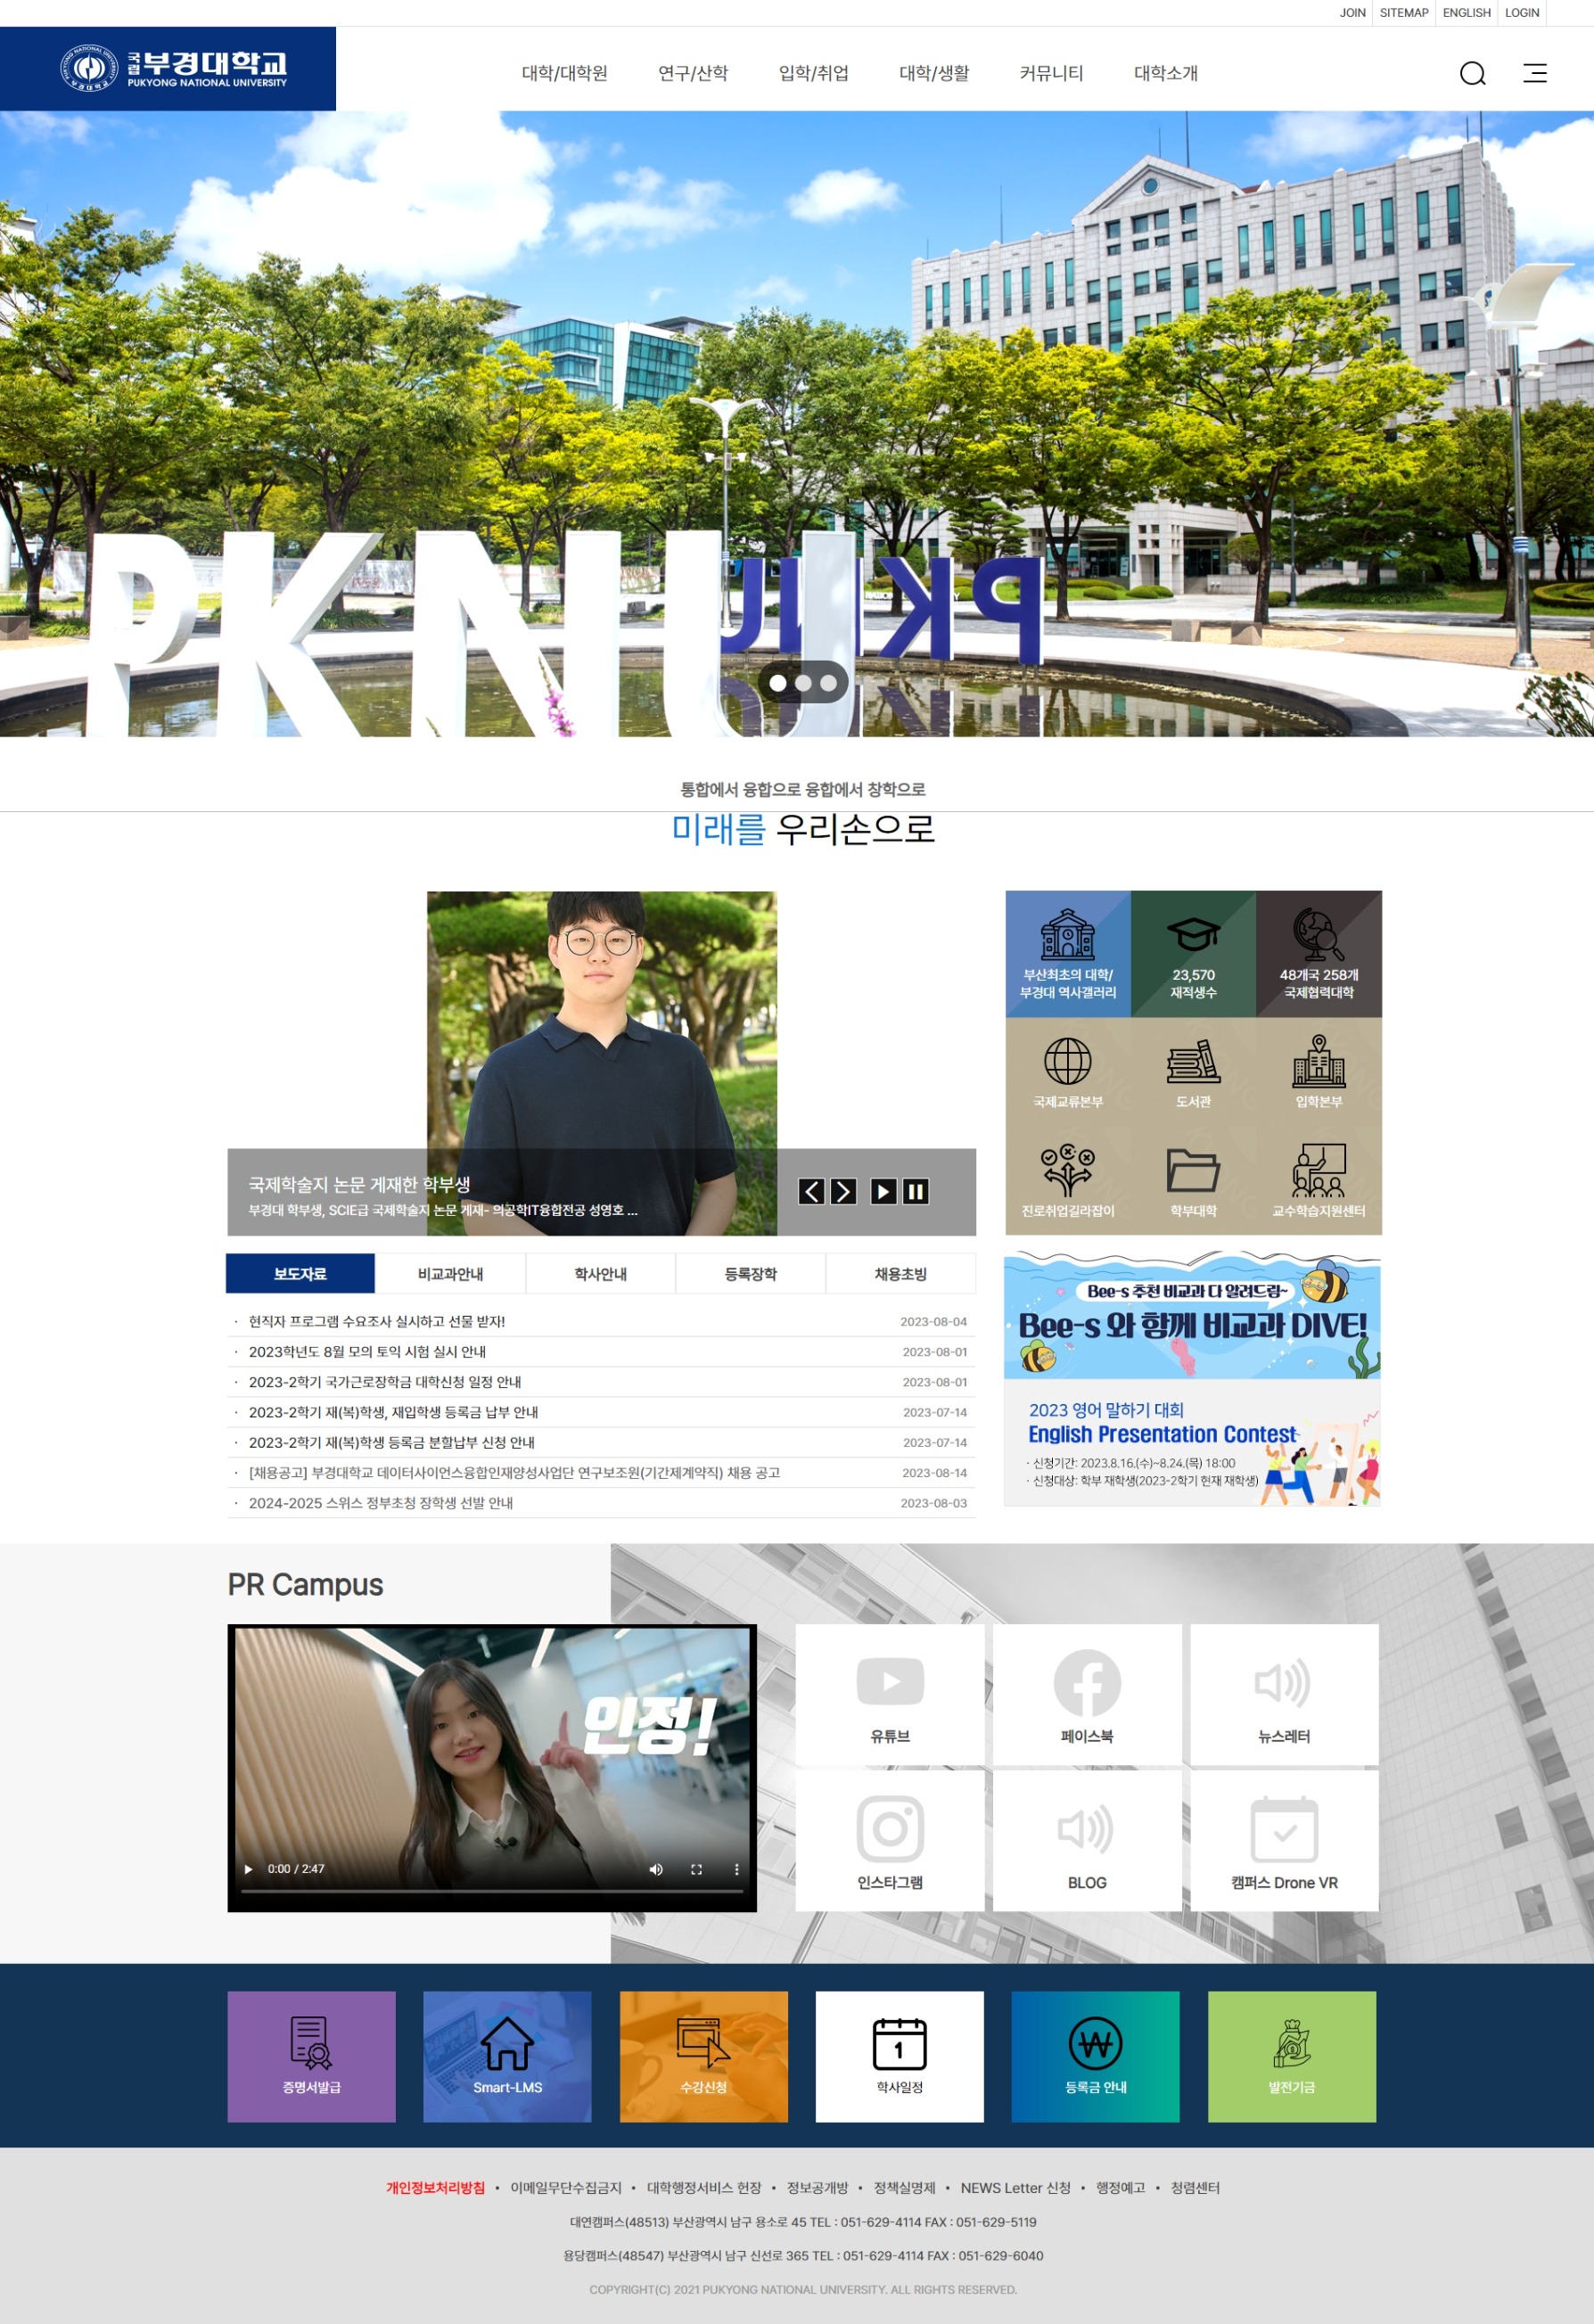 JOIN SITEMAP ENGLISH LOGIN
국립부경대학교
PUKYONG NATIONAL UNIVERSITY
대학/대학원 연구/산학 입학/취업 대학/생활 커뮤니티 대학소개
PKNU
PKNU
통합에서 융합으로 융합에서 창학으로
미래를 우리손으로
국제학술지 논문 게재한 학부생
부경대 학부생, SCIE급 국제학술지 논문 게재- 의공학IT융합전공 성영호 ...
부산최초의 대학/
부경대 역사갤러리
23,570
재적생수
48개국 258개
국제협력대학
국제교류본부 도서관 입학본부
진로취업길라잡이 학부대학 교수학습지원센터
보도자료 비교과안내 학사안내 등록장학 채용초빙
· 현직자 프로그램 수요조사 실시하고 선물 받자! 2023-08-04
· 2023학년도 8월 모의 토익 시험 실시 안내 2023-08-01
· 2023-2학기 국가근로장학금 대학신청 일정 안내 2023-08-01
· 2023-2학기 재(복)학생, 재입학생 등록금 납부 안내 2023-07-14
· 2023-2학기 재(복)학생 등록금 분할납부 신청 안내 2023-07-14
· [채용공고] 부경대학교 데이터사이언스융합인재양성사업단 연구보조원(기간제계약직) 채용 공고 2023-08-14
· 2024-2025 스위스 정부초청 장학생 선발 안내 2023-08-03
Bee-s 추천 비교과 다 알려드림~
Bee-s 와 함께 비교과 DIVE!
2023 영어 말하기 대회
English Presentation Contest
· 신청기간: 2023.8.16.(수)~8.24.(목) 18:00
· 신청대상: 학부 재학생(2023-2학기 현재 재학생)
PR Campus
인정!
0:00 / 2:47
유튜브 페이스북 뉴스레터
인스타그램 BLOG 캠퍼스 Drone VR
증명서발급 Smart-LMS 수강신청 학사일정 등록금 안내 발전기금
1
개인정보처리방침 • 이메일무단수집금지 • 대학행정서비스 헌장 • 정보공개방 • 정책실명제 • NEWS Letter 신청 • 행정예고 • 청렴센터
대연캠퍼스(48513) 부산광역시 남구 용소로 45 TEL : 051-629-4114 FAX : 051-629-5119
용당캠퍼스(48547) 부산광역시 남구 신선로 365 TEL : 051-629-4114 FAX : 051-629-6040
COPYRIGHT(C) 2021 PUKYONG NATIONAL UNIVERSITY. ALL RIGHTS RESERVED.